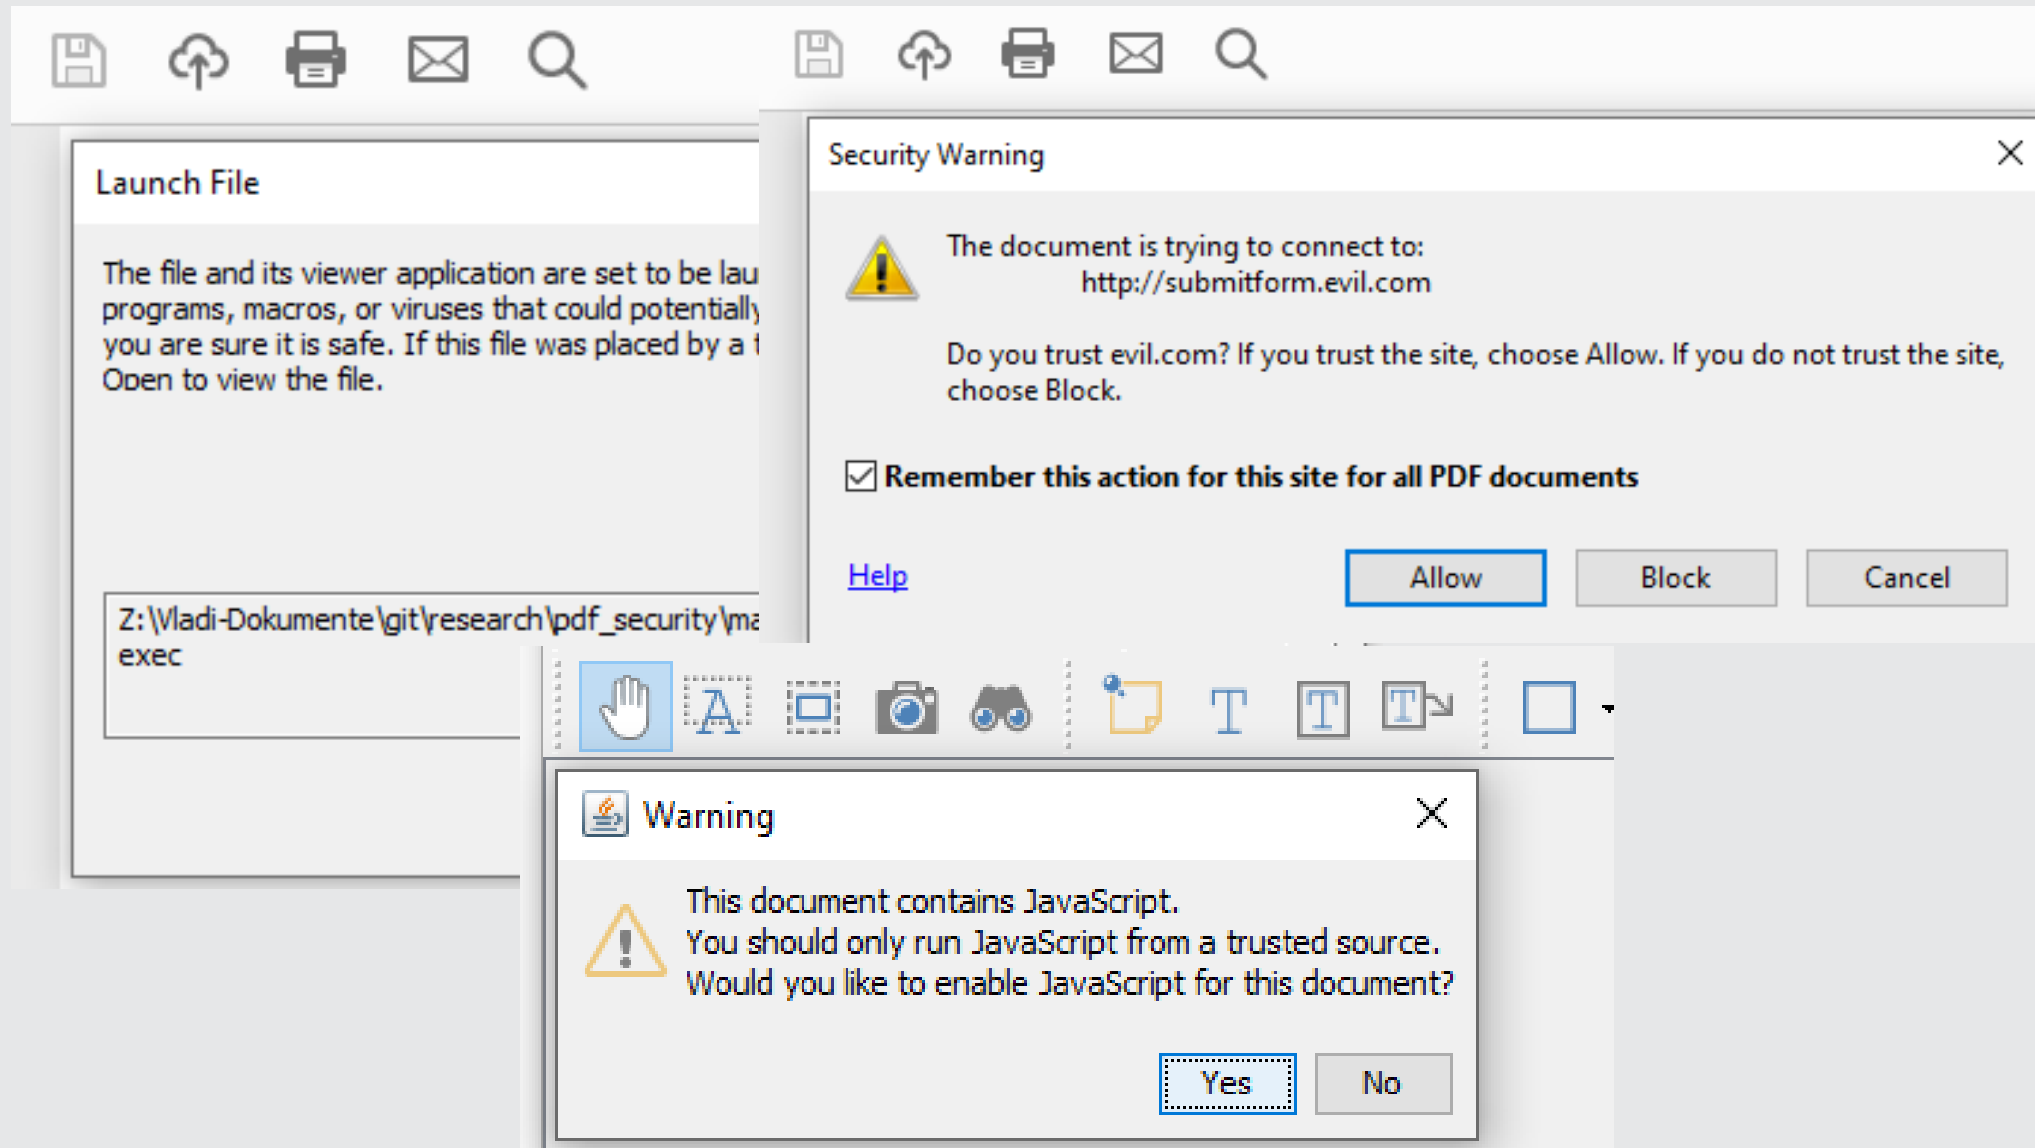 Launch File
The file and its viewer application are set to be
programs, macros, or viruses that could potentially
you are sure it is safe. If this file was placed by a
Open to view the file.
Z:\Vladi-Dokumente\git\research\pdf_security\
exec
Security Warning
The document is trying to connect to:
http://submitform.evil.com
Do you trust evil.com? If you trust the site, choose Allow. If you do not trust the site,
choose Block.
Remember this action for this site for all PDF documents
Help
Allow Block Cancel
Warning
This document contains JavaScript.
You should only run JavaScript from a trusted source.
Would you like to enable JavaScript for this document?
Yes No